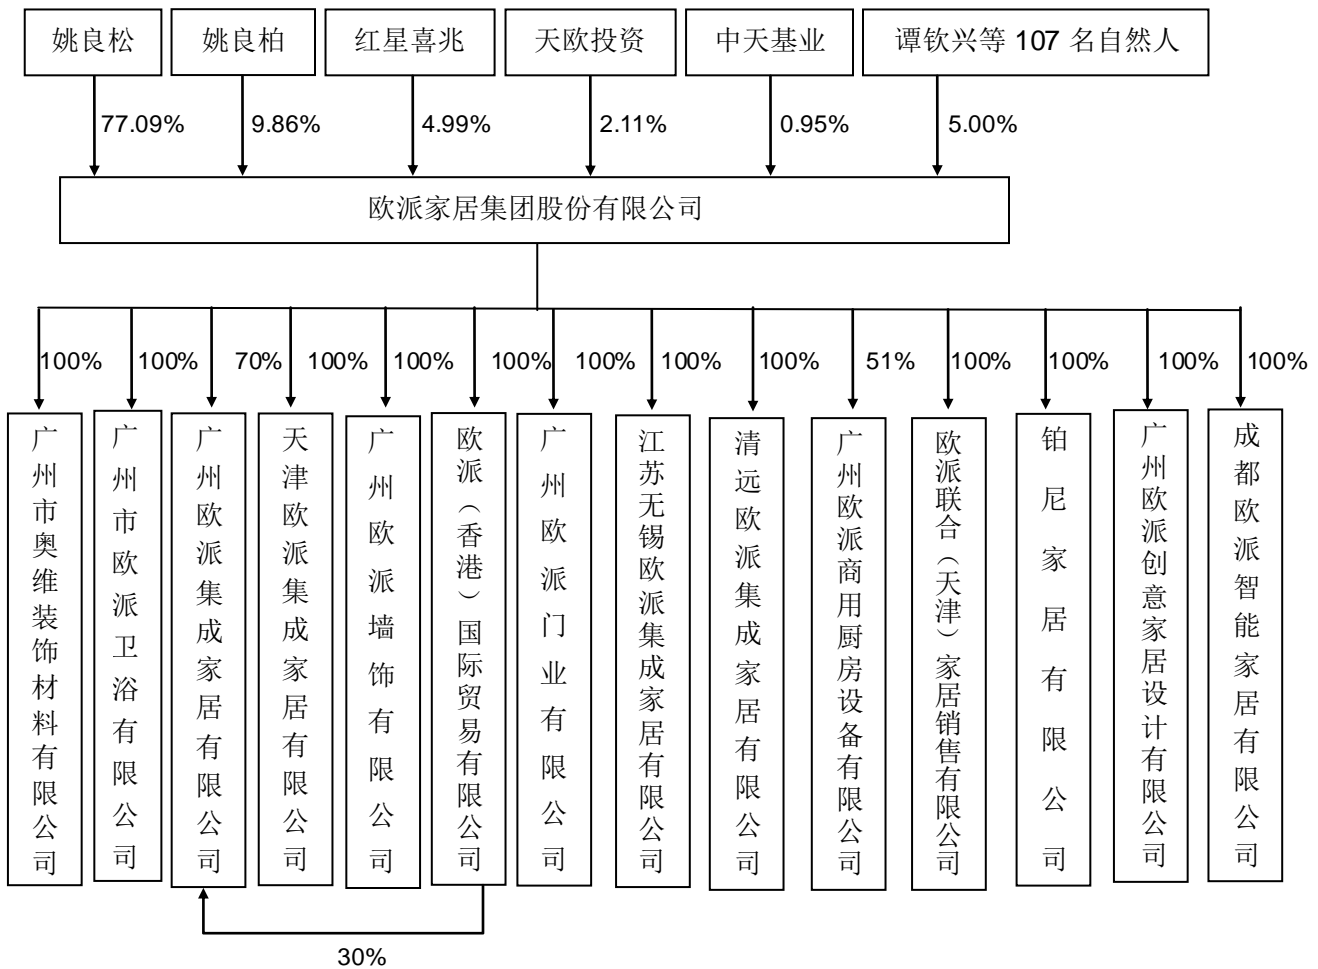 姚良松
姚良柏
红星喜兆
天欧投资
中天基业
谭钦兴等 107 名自然人
77.09%
9.86%
4.99%
2.11%
0.95%
5.00%
欧派家居集团股份有限公司
100%
100%
70%
100%
100%
100%
100%
100%
100%
51%
100%
100%
100%
100%
广州市奥维装饰材料有限公司
广州市欧派卫浴有限公司
广州欧派集成家居有限公司
天津欧派集成家居有限公司
广州欧派墙饰有限公司
欧派（香港）国际贸易有限公司
广州欧派门业有限公司
江苏无锡欧派集成家居有限公司
清远欧派集成家居有限公司
广州欧派商用厨房设备有限公司
欧派联合（天津）家居销售有限公司
铂尼家居有限公司
广州欧派创意家居设计有限公司
成都欧派智能家居有限公司
30%